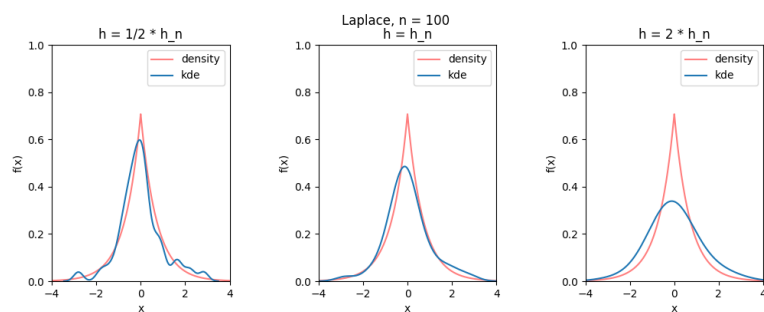 Laplace, n = 100
h = 1/2 * h_n
h = h_n
h = 2 * h_n
1.0
0.8
0.6
0.4
0.2
0.0
f(x)
density
kde
−4
−2
0
2
4
x
1.0
0.8
0.6
0.4
0.2
0.0
f(x)
density
kde
−4
−2
0
2
4
x
1.0
0.8
0.6
0.4
0.2
0.0
f(x)
density
kde
−4
−2
0
2
4
x